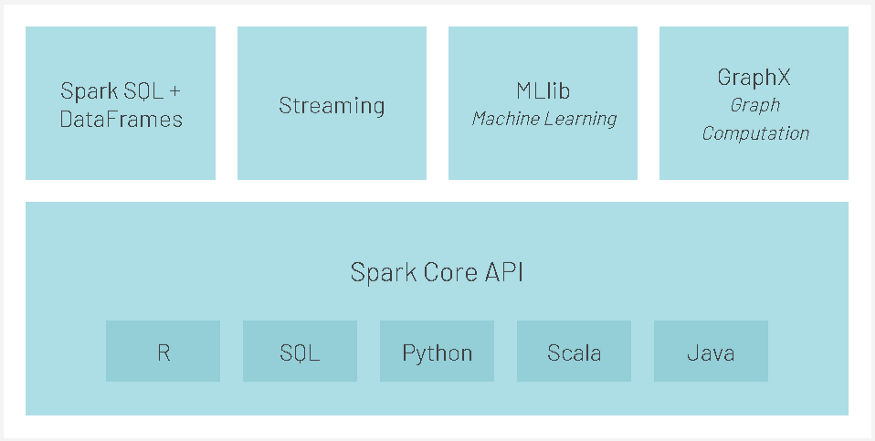 Spark SQL +
DataFrames
Streaming
MLlib
Machine Learning
GraphX
Graph
Computation
Spark Core API
R
SQL
Python
Scala
Java